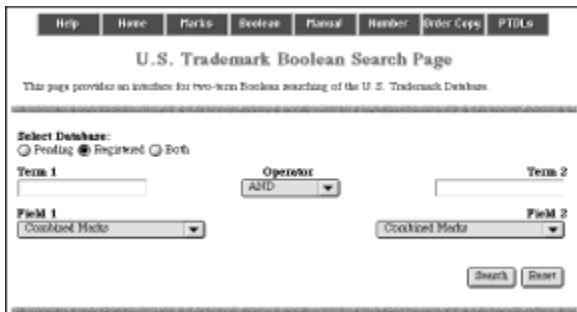 Help Home Marks Boolean Manual Number Order Copy PTDLs
U.S. Trademark Boolean Search Page
This page provides an interface for two-term Boolean searching of the U.S. Trademark Database.
Select Database:
Pending Registered Both
Term 1 Operator Term 2
AND
Field 1 Field 2
Combined Marks Combined Marks
Search Reset